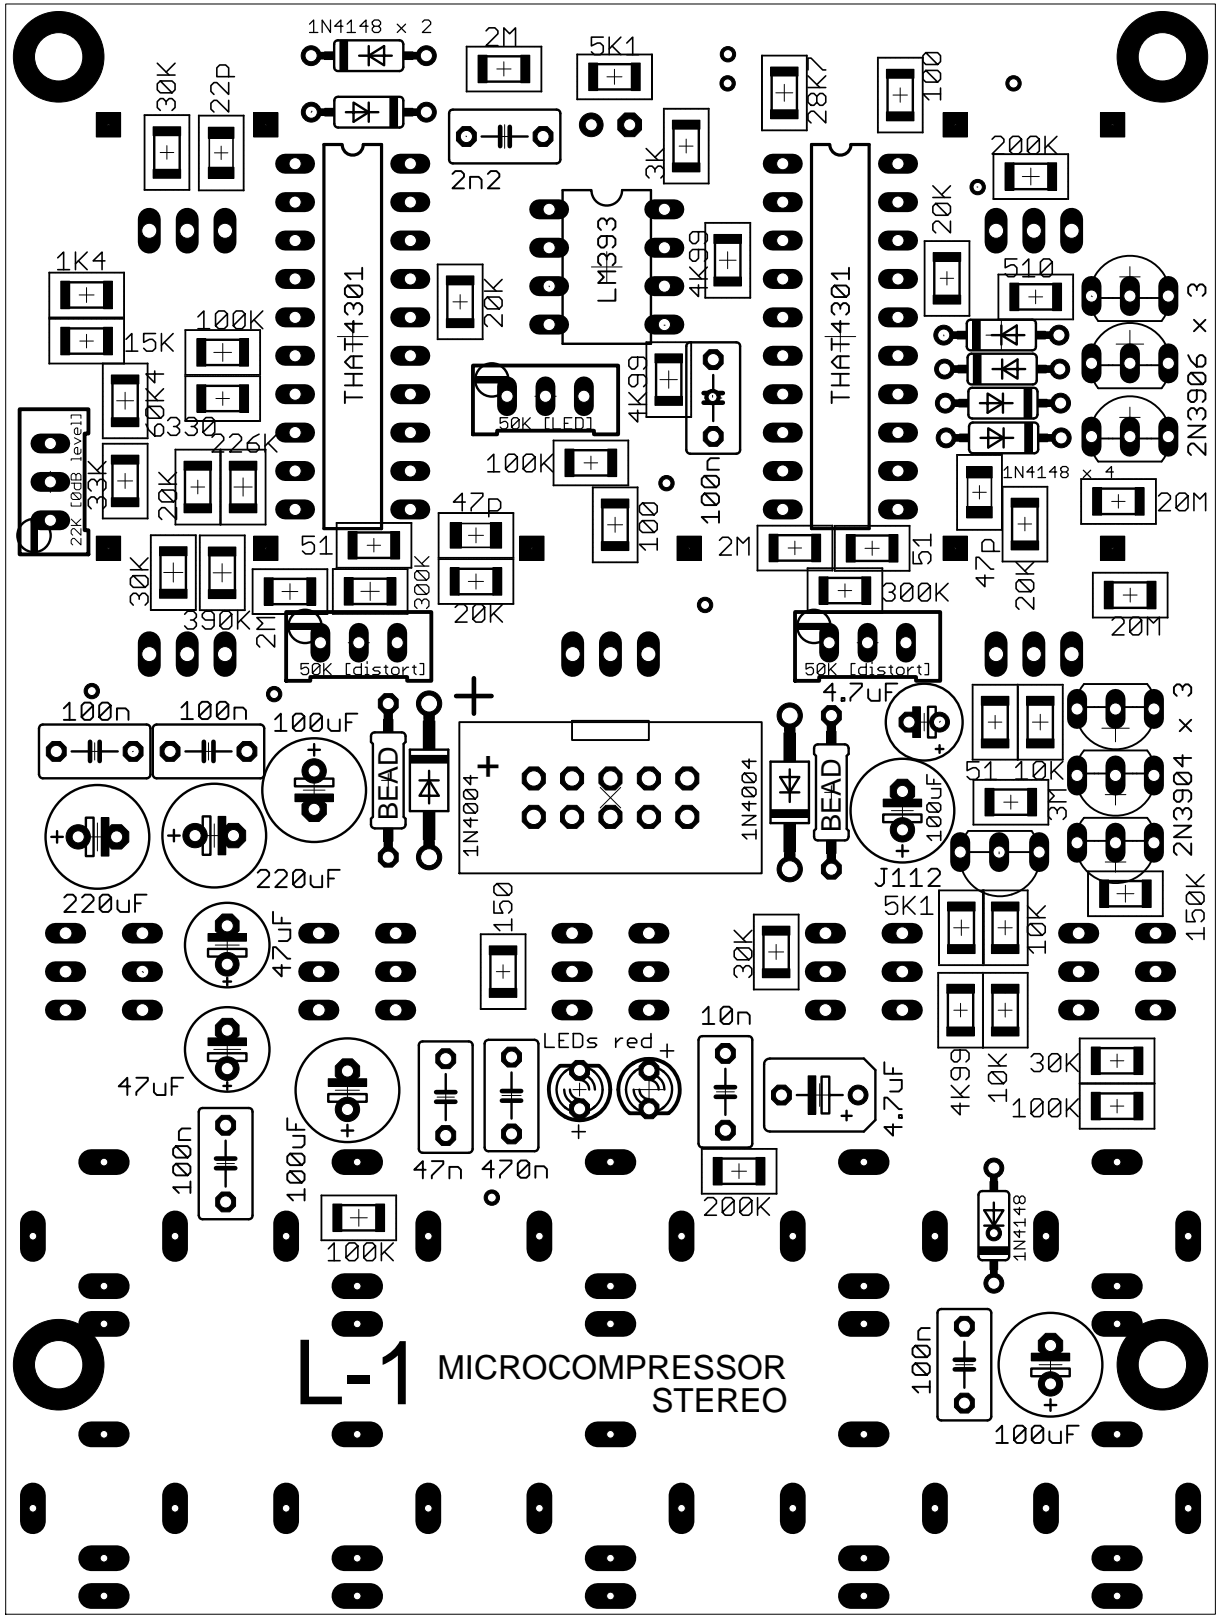 1N4148 x 2
2M
5K1
30K
22p
28K7
100
2n2
3K
200K
20K
1K4
15K
100K
THAT4301
20K
LM393
4K99
THAT4301
510
2N3906 x 3
60K4
6330
226K
4K99
100n
50K [LED]
22K [0dB level]
33K
20K
100K
47p
100
1N4148 x 4
20M
51
2M
51
47p
20K
30K
390K
2M
300K
20K
300K
20M
50K [distort]
50K [distort]
4.7uF
100n
100n
100uF
BEAD
1N4004
+
+
1N4004
BEAD
100uF
51
10K
3M
2N3904 x 3
220uF
220uF
J112
150K
47uF
150
30K
5K1
10K
LEDs red
10n
47uF
4.7uF
4K99
10K
30K
100K
100n
100uF
47n
470n
200K
100K
1N4148
L-1
MICROCOMPRESSOR
STEREO
100n
100uF